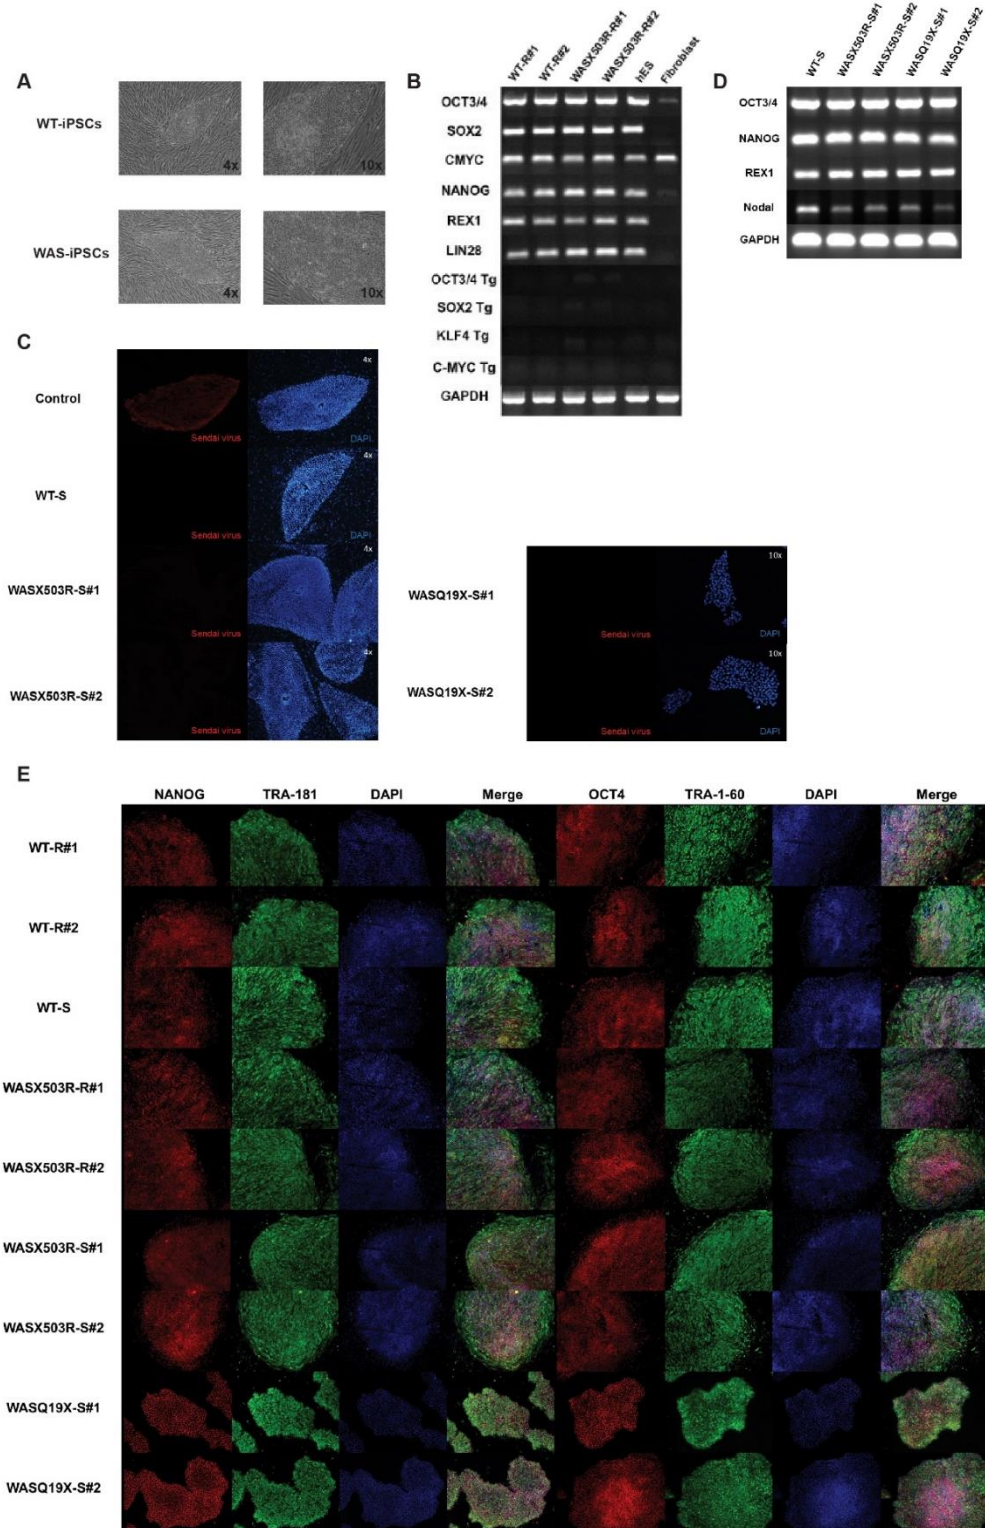 A
WT-iPSCs
4x
10x
WAS-iPSCs
4x
10x
B
WT-R#1
WT-R#2
WASX503R-R#1
WASX503R-R#2
hES
Fibroblast
OCT3/4
SOX2
CMYC
NANOG
REX1
LIN28
OCT3/4 Tg
SOX2 Tg
KLF4 Tg
C-MYC Tg
GAPDH
D
WT-S
WASX503R-S#1
WASX503R-S#2
WASQ19X-S#1
WASQ19X-S#2
OCT3/4
NANOG
REX1
Nodal
GAPDH
C
Control
4x
Sendai virus
DAPI
WT-S
4x
Sendai virus
DAPI
WASX503R-S#1
4x
Sendai virus
DAPI
WASX503R-S#2
4x
Sendai virus
DAPI
WASQ19X-S#1
10x
Sendai virus
DAPI
WASQ19X-S#2
10x
Sendai virus
DAPI
E
NANOG TRA-181 DAPI Merge OCT4 TRA-1-60 DAPI Merge
WT-R#1
WT-R#2
WT-S
WASX503R-R#1
WASX503R-R#2
WASX503R-S#1
WASX503R-S#2
WASQ19X-S#1
WASQ19X-S#2